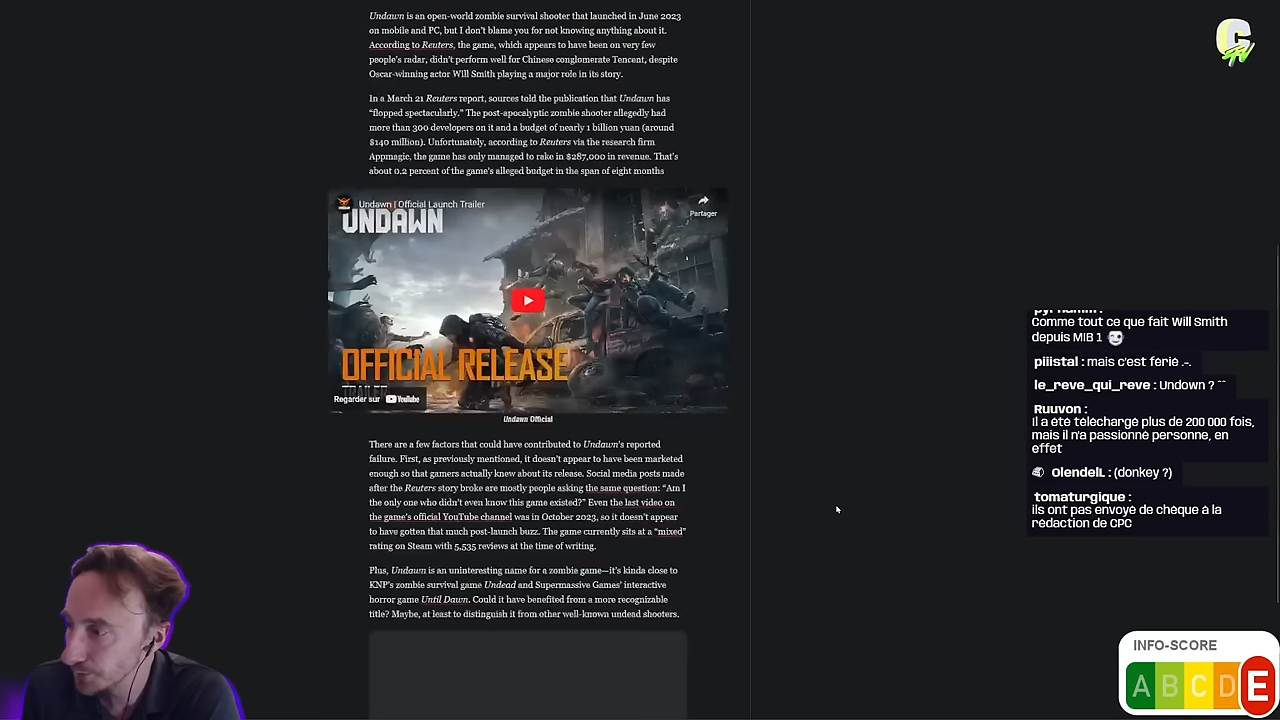 Undawn is an open-world zombie survival shooter that launched in June 2023
on mobile and PC, but I don't blame you for not knowing anything about it.
According to Reuters, the game, which appears to have been on very few
people's radar, didn't perform well for Chinese conglomerate Tencent, despite
Oscar-winning actor Will Smith playing a major role in its story.
In a March 21 Reuters report, sources told the publication that Undawn has
“flopped spectacularly.” The post-apocalyptic zombie shooter allegedly had
more than 300 developers on it and a budget of nearly 1 billion yuan (around
$140 million). Unfortunately, according to Reuters via the research firm
Appmagic, the game has only managed to rake in $287,000 in revenue. That's
about 0.2 percent of the game's alleged budget in the span of eight months
Undawn | Official Launch Trailer
Partager
UNDAWN
OFFICIAL RELEASE
TRAILER
Regarder sur YouTube
Undawn Official
There are a few factors that could have contributed to Undawn's reported
failure. First, as previously mentioned, it doesn't appear to have been marketed
enough so that gamers actually knew about its release. Social media posts made
after the Reuters story broke are mostly people asking the same question: “Am I
the only one who didn't even know this game existed?” Even the last video on
the game's official YouTube channel was in October 2023, so it doesn't appear
to have gotten that much post-launch buzz. The game currently sits at a “mixed”
rating on Steam with 5,535 reviews at the time of writing.
Plus, Undawn is an uninteresting name for a zombie game—it's kinda close to
KNP's zombie survival game Undead and Supermassive Games' interactive
horror game Until Dawn. Could it have benefited from a more recognizable
title? Maybe, at least to distinguish it from other well-known undead shooters.
G TV
Comme tout ce que fait Will Smith
depuis MIB 1
piiistal : mais c'est férié .-.
le_reve_qui_reve : Undown ? ^^
Ruuvon :
Il a été téléchargé plus de 200 000 fois,
mais il n'a passionné personne, en
effet
OlendelL : (donkey ?)
tomaturgique :
ils ont pas envoyé de chèque à la
rédaction de CPC
INFO-SCORE
A B C D E